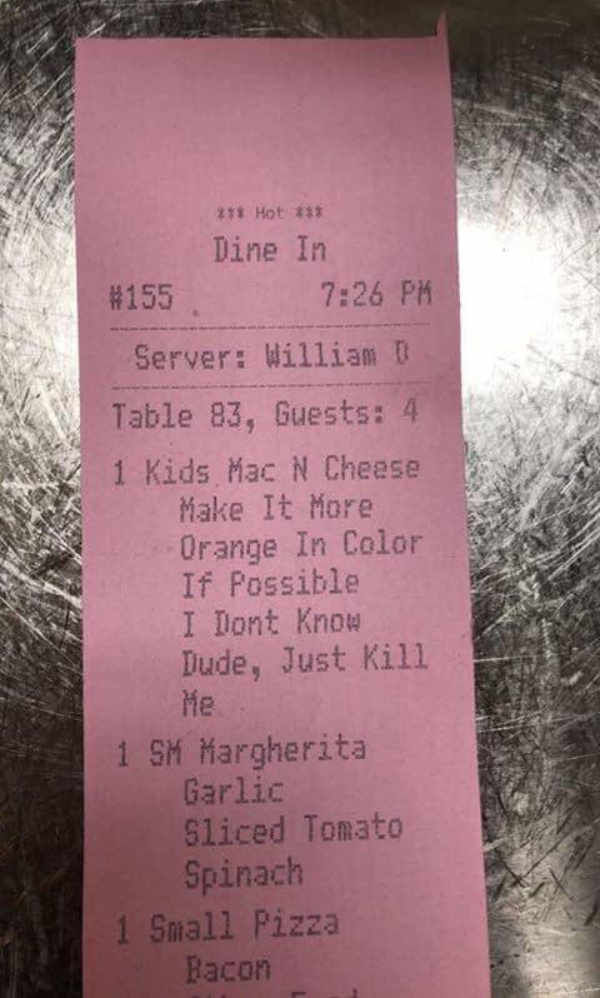 *** Hot ***
Dine In
#155 7:26 PM
Server: William D
Table 83, Guests: 4
1 Kids Mac N Cheese
Make It More
Orange In Color
If Possible
I Dont Know
Dude, Just Kill
Me
1 SM Margherita
Garlic
Sliced Tomato
Spinach
1 Small Pizza
Bacon